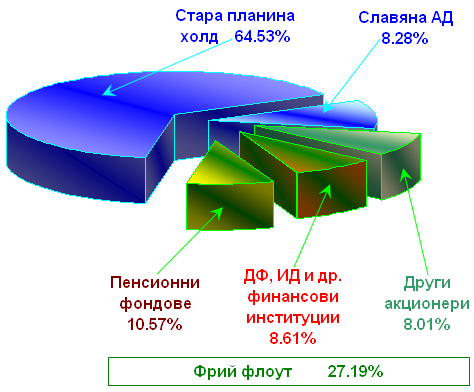 Стара планина
холд 64.53%
Славяна АД
8.28%
Пенсионни
фондове
10.57%
ДФ, ИД и др.
финансови
институции
8.61%
Други
акционери
8.01%
Фрий флоут 27.19%